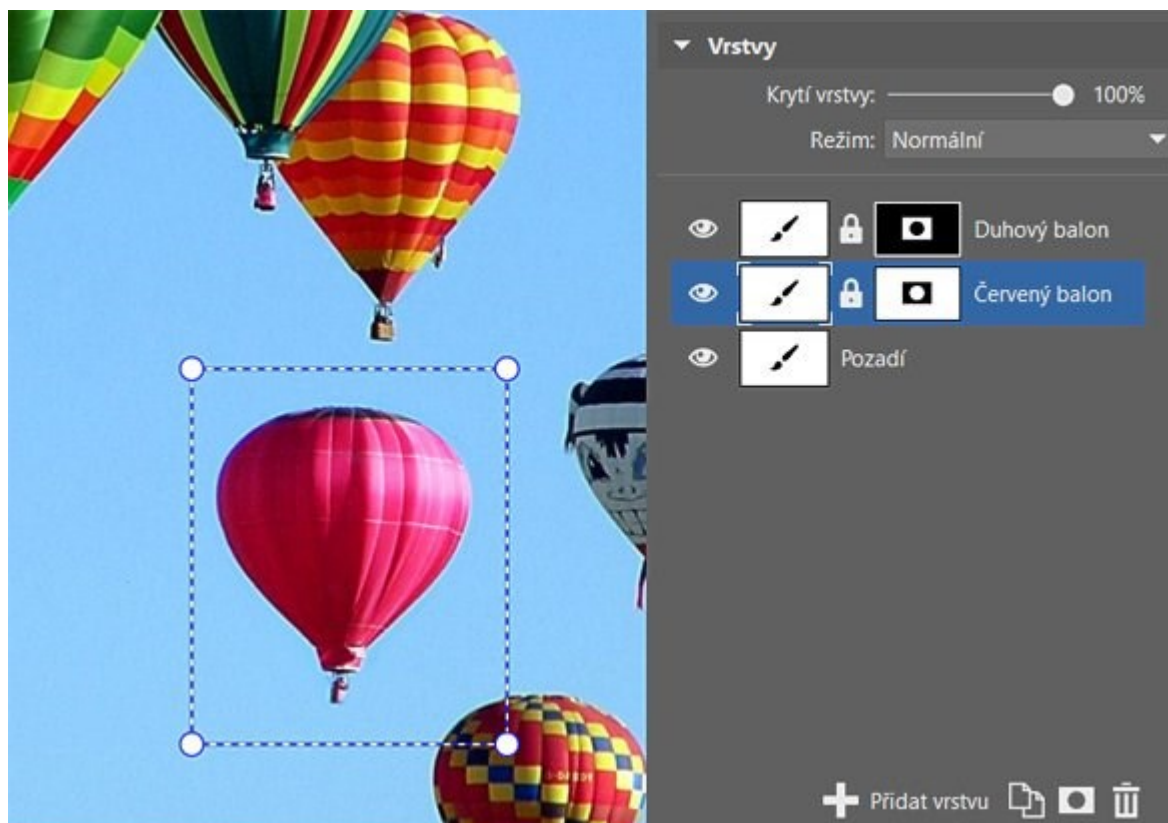 Vrstvy
Krytí vrstvy: 100%
Režim: Normální
Duhový balon
Červený balon
Pozadí
Přidat vrstvu